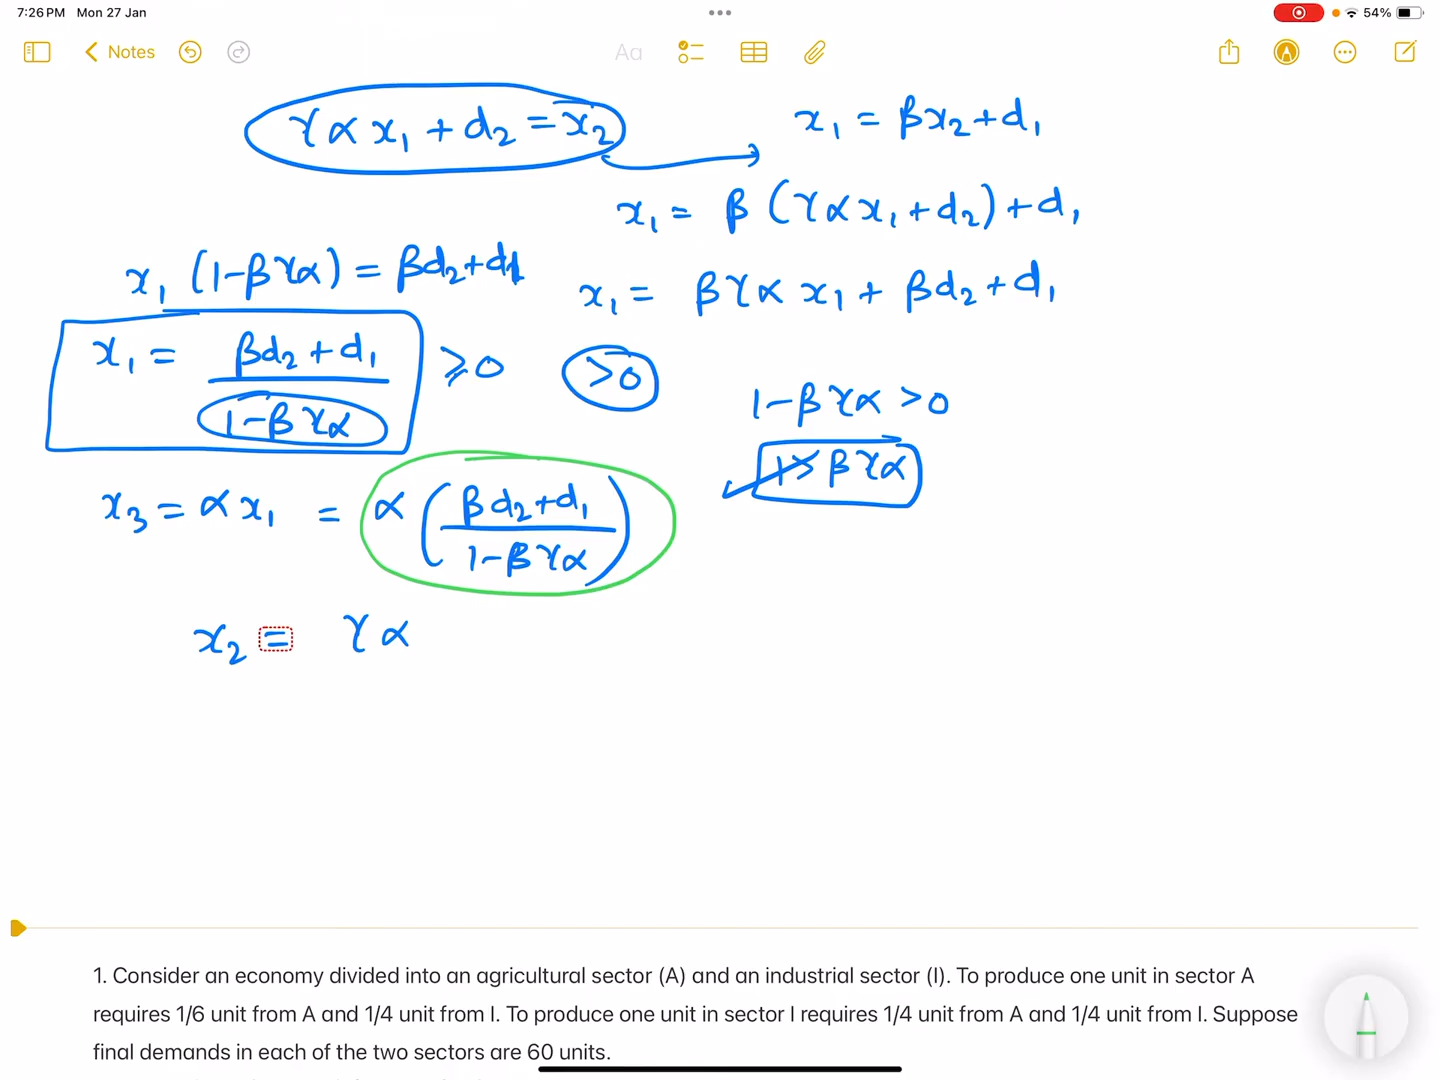 7:26 PM Mon 27 Jan
54%
Notes
Aa
γαx₁ + d₂ = x₂
x₁ = βx₂ + d₁
x₁ = β (γαx₁ + d₂) + d₁
x₁ (1-βγα) = βd₂ + d₁
x₁ = βγα x₁ + βd₂ + d₁
x₁ = (βd₂ + d₁)/(1-βγα) ≥ 0 > 0
1-βγα > 0
1 > βγα
x₃ = αx₁ = α ((βd₂ + d₁)/(1-βγα))
x₂ = γα
1. Consider an economy divided into an agricultural sector (A) and an industrial sector (I). To produce one unit in sector A
requires 1/6 unit from A and 1/4 unit from I. To produce one unit in sector I requires 1/4 unit from A and 1/4 unit from I. Suppose
final demands in each of the two sectors are 60 units.